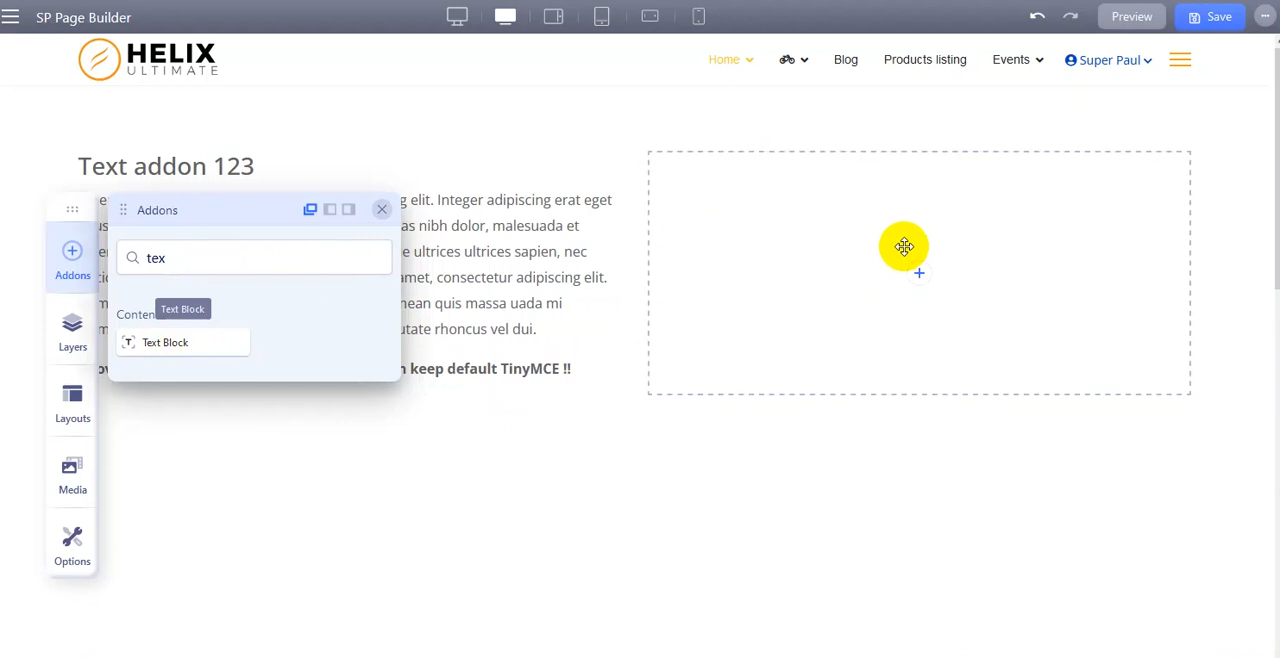 SP Page Builder
Preview
Save
HELIX
ULTIMATE
Home
Blog
Products listing
Events
Super Paul
Text addon 123
g elit. Integer adipiscing erat eget
us nibh dolor, malesuada et
e ultrices ultrices sapien, nec
amet, consectetur adipiscing elit.
nean quis massa uada mi
utate rhoncus vel dui.
n keep default TinyMCE !!
Addons
tex
Conten
Text Block
Text Block
Addons
Layers
Layouts
Media
Options